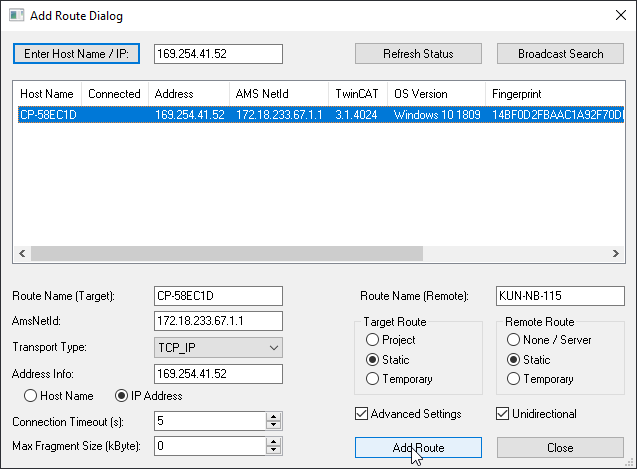 Add Route Dialog
Enter Host Name / IP: 169.254.41.52 Refresh Status Broadcast Search
Host Name Connected Address AMS NetId TwinCAT OS Version Fingerprint
CP-58EC1D 169.254.41.52 172.18.233.67.1.1 3.1.4024 Windows 10 1809 14BF0D2FBAAC1A92F70D
Route Name (Target): CP-58EC1D Route Name (Remote): KUN-NB-115
AmsNetId: 172.18.233.67.1.1 Target Route Remote Route
Project None / Server
Transport Type: TCP_IP Static Static
Address Info: 169.254.41.52 Temporary Temporary
Host Name IP Address
Advanced Settings Unidirectional
Connection Timeout (s): 5
Max Fragment Size (kByte): 0 Add Route Close